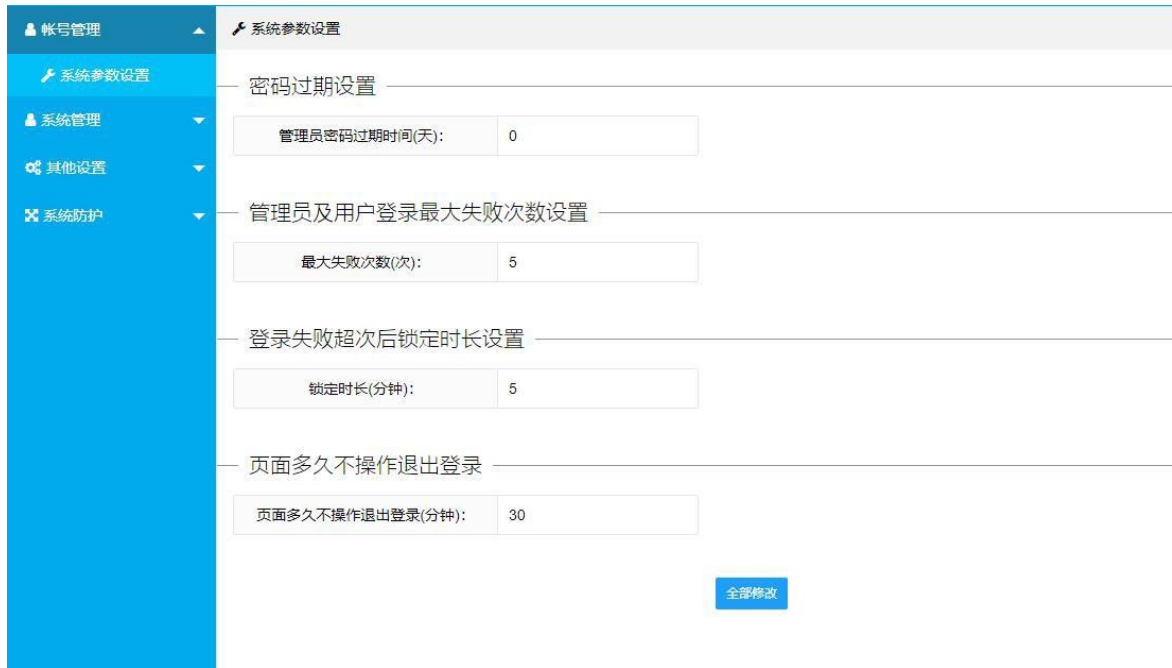 帐号管理
系统参数设置
系统管理
其他设置
系统防护
系统参数设置
密码过期设置
管理员密码过期时间(天): 0
管理员及用户登录最大失败次数设置
最大失败次数(次): 5
登录失败超次后锁定时长设置
锁定时长(分钟): 5
页面多久不操作退出登录
页面多久不操作退出登录(分钟): 30
全部修改